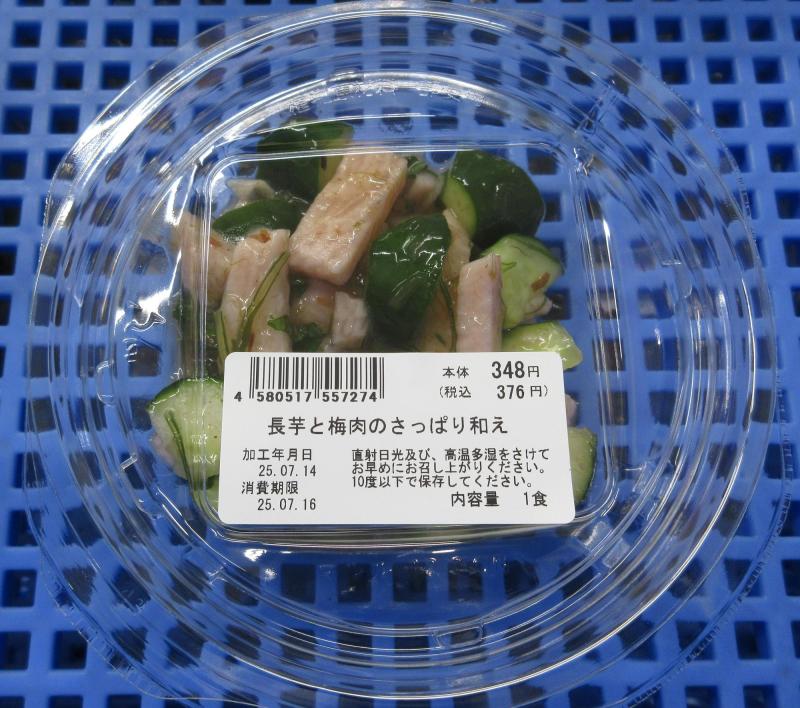 4 580517 557274
本体 348円
(税込 376円)
長芋と梅肉のさっぱり和え
加工年月日
25.07.14
消費期限
25.07.16
直射日光及び、高温多湿をさけて
お早めにお召し上がりください。
10度以下で保存してください。
内容量 1食